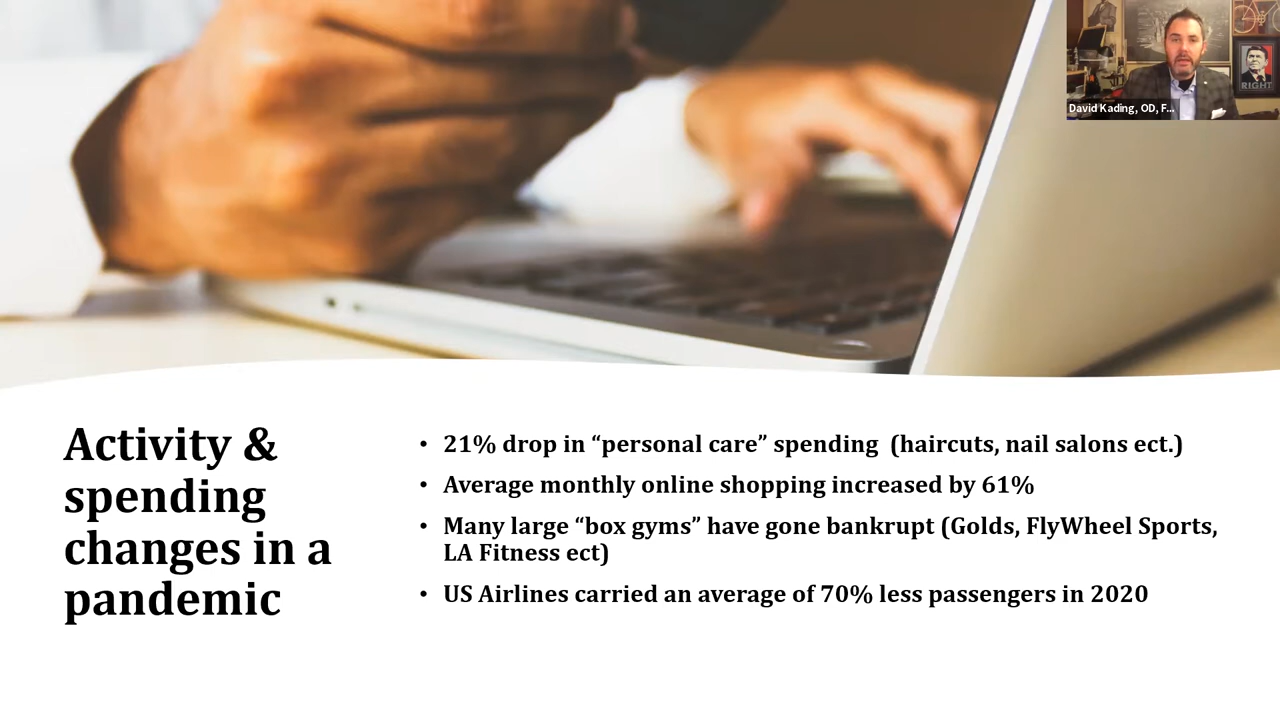 RIGHT
David Kading, OD, F...
Activity &
spending
changes in a
pandemic
• 21% drop in “personal care” spending  (haircuts, nail salons ect.)
• Average monthly online shopping increased by 61%
• Many large “box gyms” have gone bankrupt (Golds, FlyWheel Sports,
LA Fitness ect)
• US Airlines carried an average of 70% less passengers in 2020